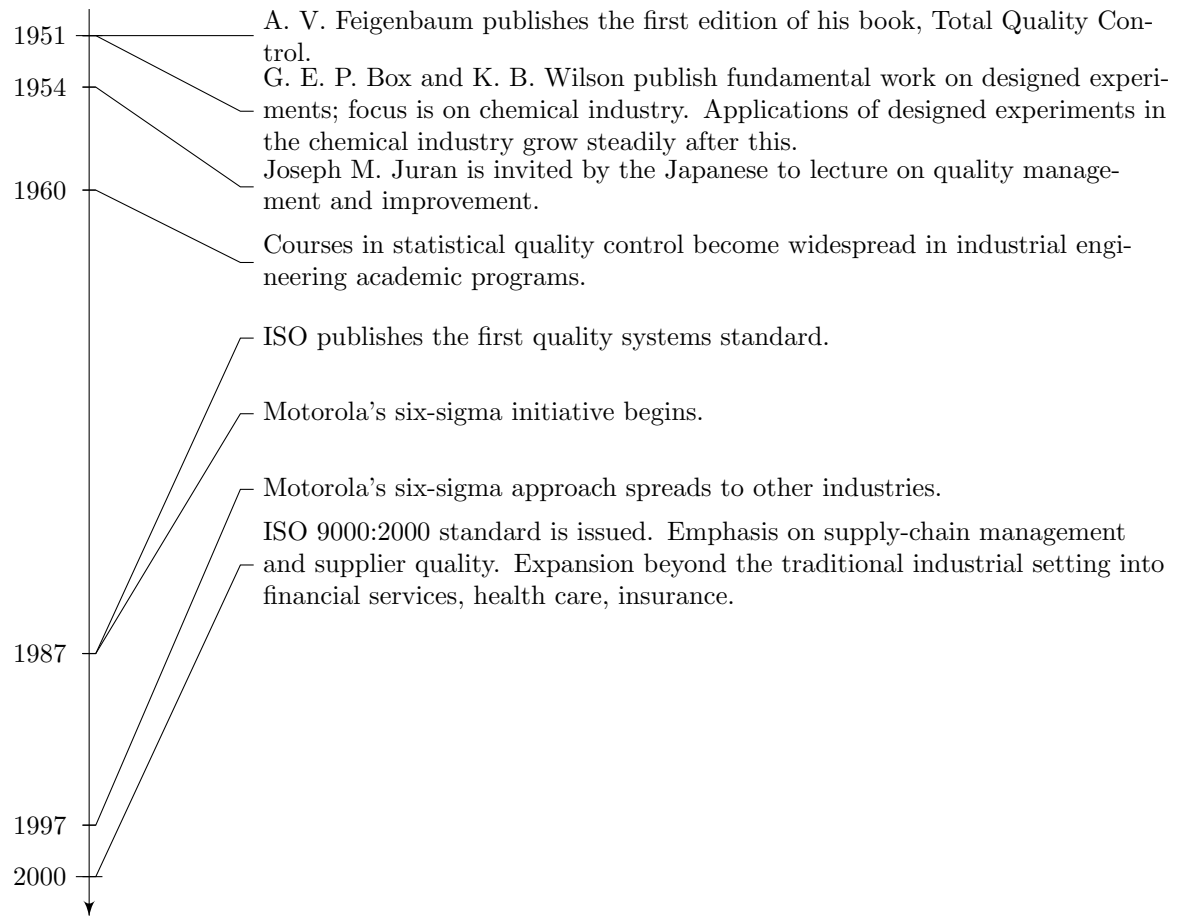 1951
A. V. Feigenbaum publishes the first edition of his book, Total Quality Con-
trol.
G. E. P. Box and K. B. Wilson publish fundamental work on designed experi-
ments; focus is on chemical industry. Applications of designed experiments in
the chemical industry grow steadily after this.
1954
Joseph M. Juran is invited by the Japanese to lecture on quality manage-
ment and improvement.
1960
Courses in statistical quality control become widespread in industrial engi-
neering academic programs.
ISO publishes the first quality systems standard.
Motorola's six-sigma initiative begins.
Motorola's six-sigma approach spreads to other industries.
ISO 9000:2000 standard is issued. Emphasis on supply-chain management
and supplier quality. Expansion beyond the traditional industrial setting into
financial services, health care, insurance.
1987
1997
2000